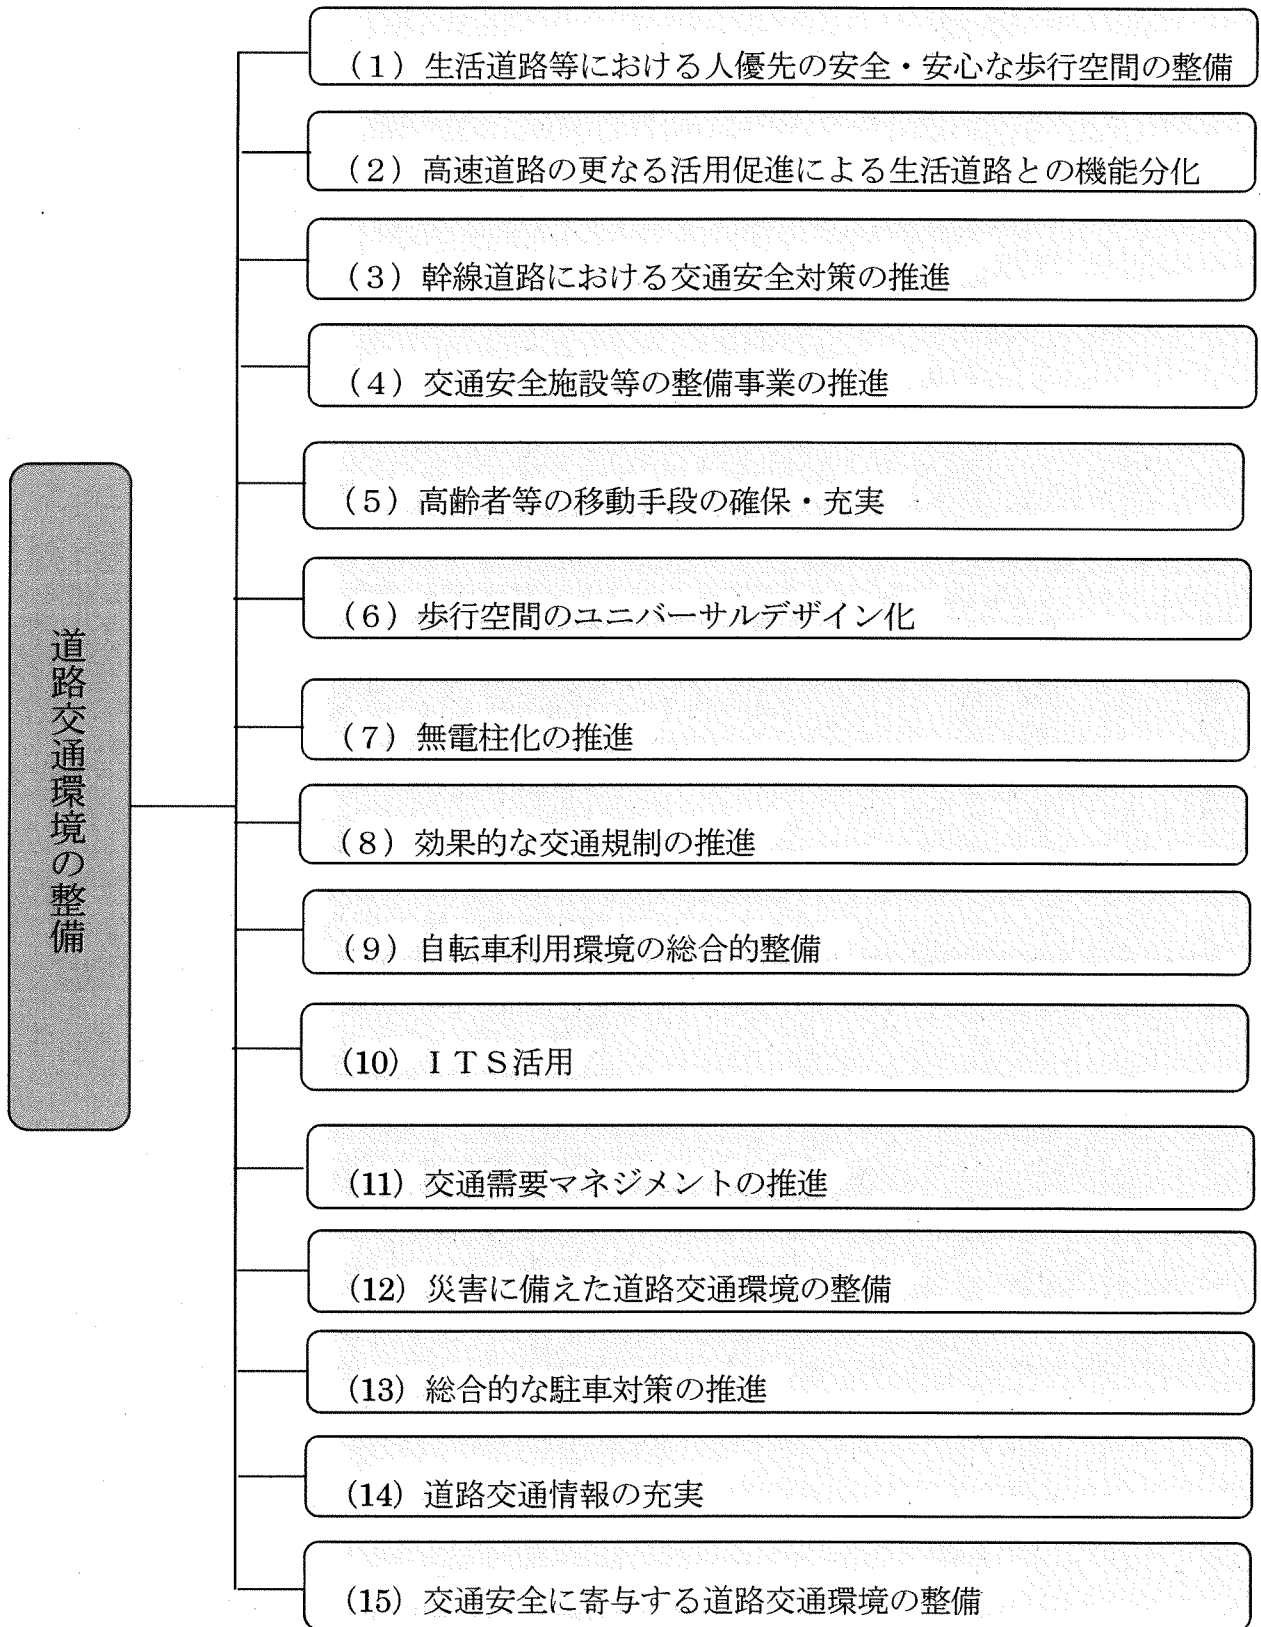 道路交通環境の整備
(1)生活道路等における人優先の安全・安心な歩行空間の整備
(2)高速道路の更なる活用促進による生活道路との機能分化
(3)幹線道路における交通安全対策の推進
(4)交通安全施設等の整備事業の推進
(5)高齢者等の移動手段の確保・充実
(6)歩行空間のユニバーサルデザイン化
(7)無電柱化の推進
(8)効果的な交通規制の推進
(9)自転車利用環境の総合的整備
(10) ITS活用
(11) 交通需要マネジメントの推進
(12) 災害に備えた道路交通環境の整備
(13) 総合的な駐車対策の推進
(14) 道路交通情報の充実
(15) 交通安全に寄与する道路交通環境の整備